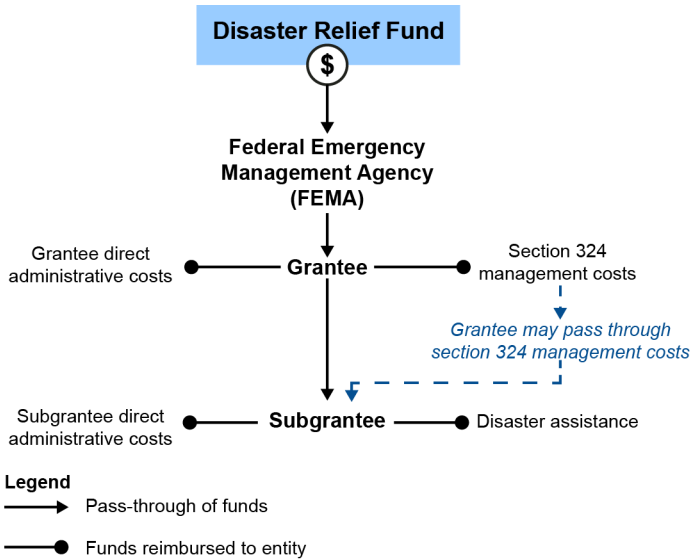 Disaster Relief Fund
$
Federal Emergency
Management Agency
(FEMA)
Grantee direct
administrative costs
Grantee
Section 324
management costs
Grantee may pass through
section 324 management costs
Subgrantee direct
administrative costs
Subgrantee
Disaster assistance
Legend
Pass-through of funds
Funds reimbursed to entity